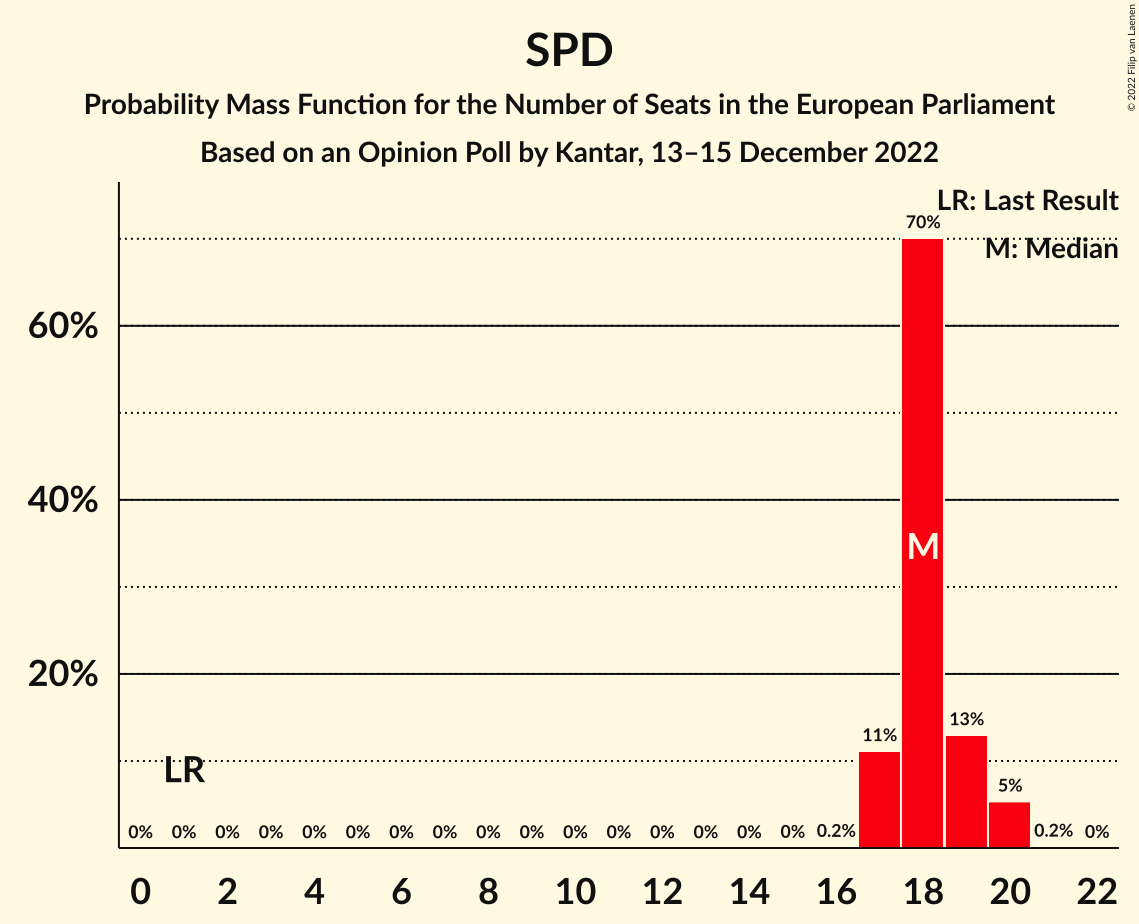 SPD
Probability Mass Function for the Number of Seats in the European Parliament
Based on an Opinion Poll by Kantar, 13–15 December 2022
© 2022 Filip van Laenen
LR: Last Result
M: Median
70%
60%
40%
M
20%
13%
11%
LR
5%
0% 0% 0% 0% 0% 0% 0% 0% 0% 0% 0% 0% 0% 0% 0% 0% 0.2% 0.2% 0%
0 2 4 6 8 10 12 14 16 18 20 22